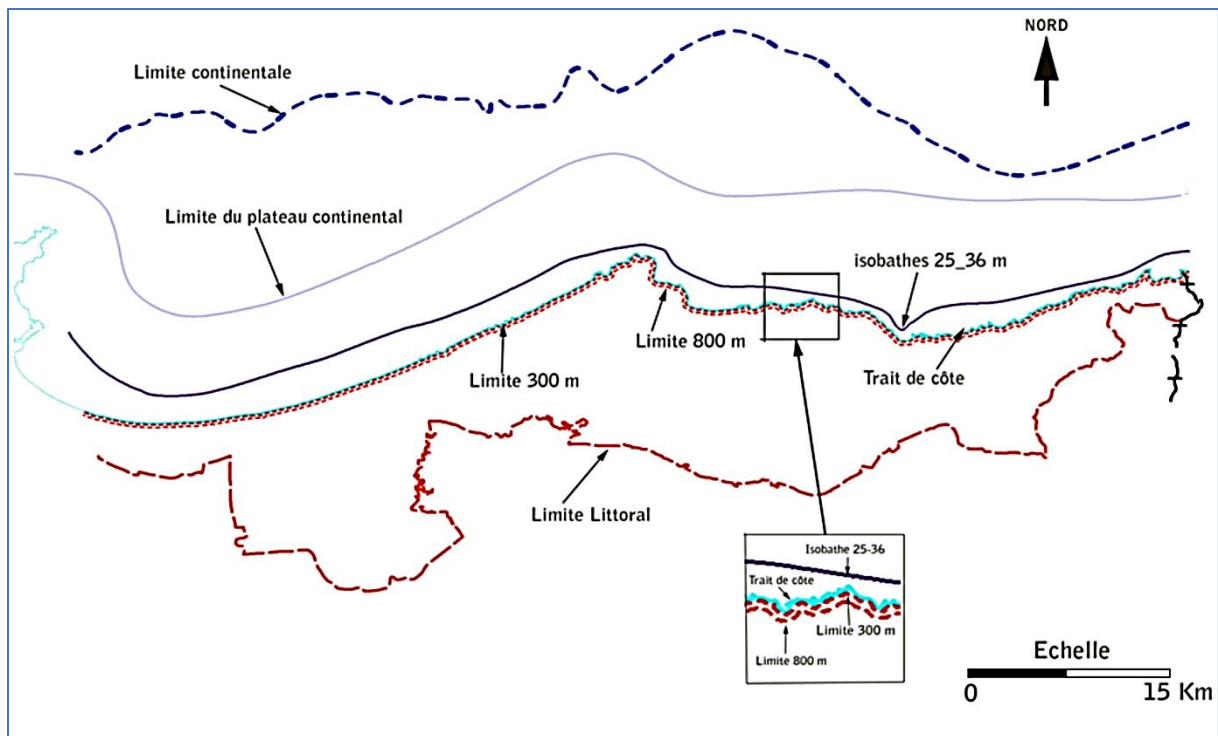 NORD
Limite continentale
Limite du plateau continental
isobathes 25_36 m
Limite 800 m
Trait de côte
Limite 300 m
Limite Littoral
Isobathe 25-36
Trait de côte
Limite 300 m
Limite 800 m
Echelle
0 15 Km